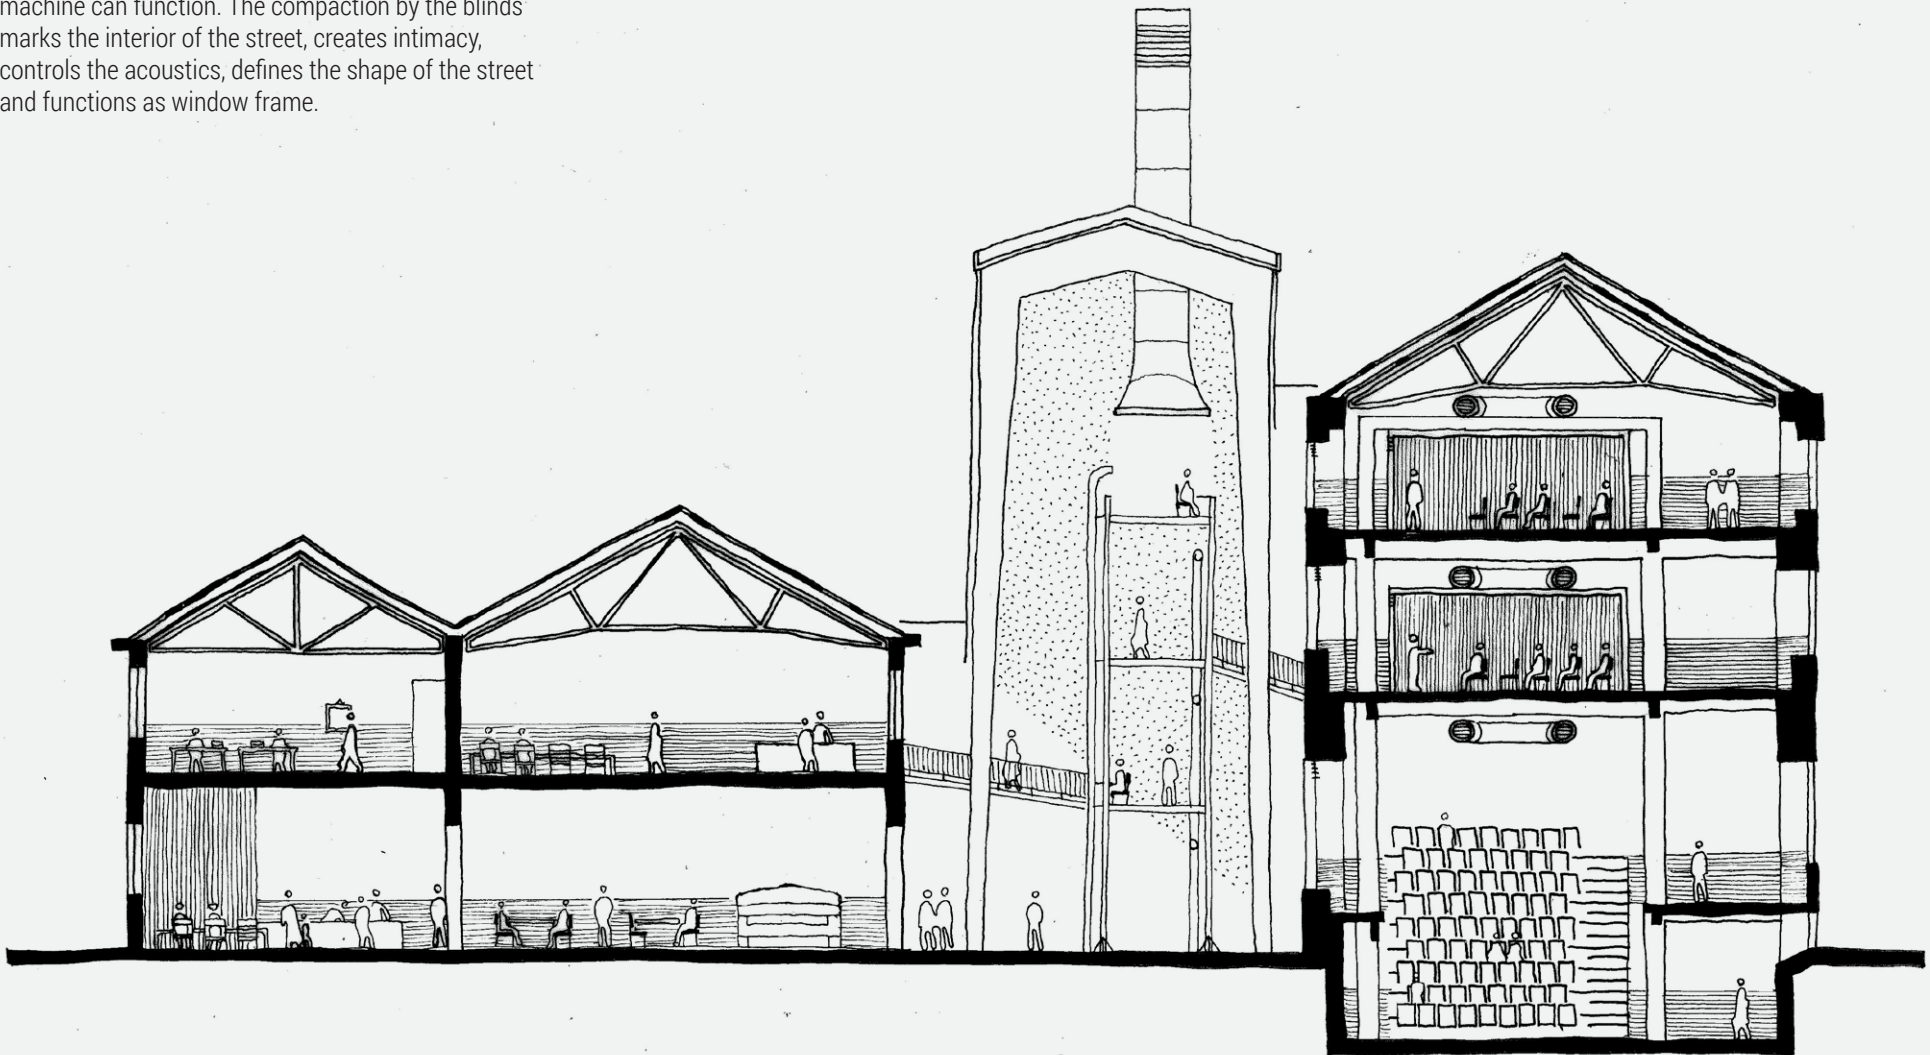 machine can function. The compaction by the blinds
marks the interior of the street, creates intimacy,
controls the acoustics, defines the shape of the street
and functions as window frame.